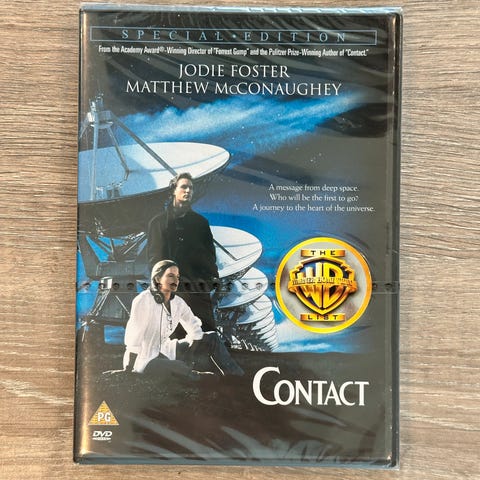 SPECIAL • EDITION
From the Academy Award®-Winning Director of "Forrest Gump" and the Pulitzer Prize-Winning Author of "Contact."
JODIE FOSTER
MATTHEW McCONAUGHEY
A message from deep space.
Who will be the first to go?
A journey to the heart of the universe.
THE
WB
LIST
CONTACT
PG
DVD